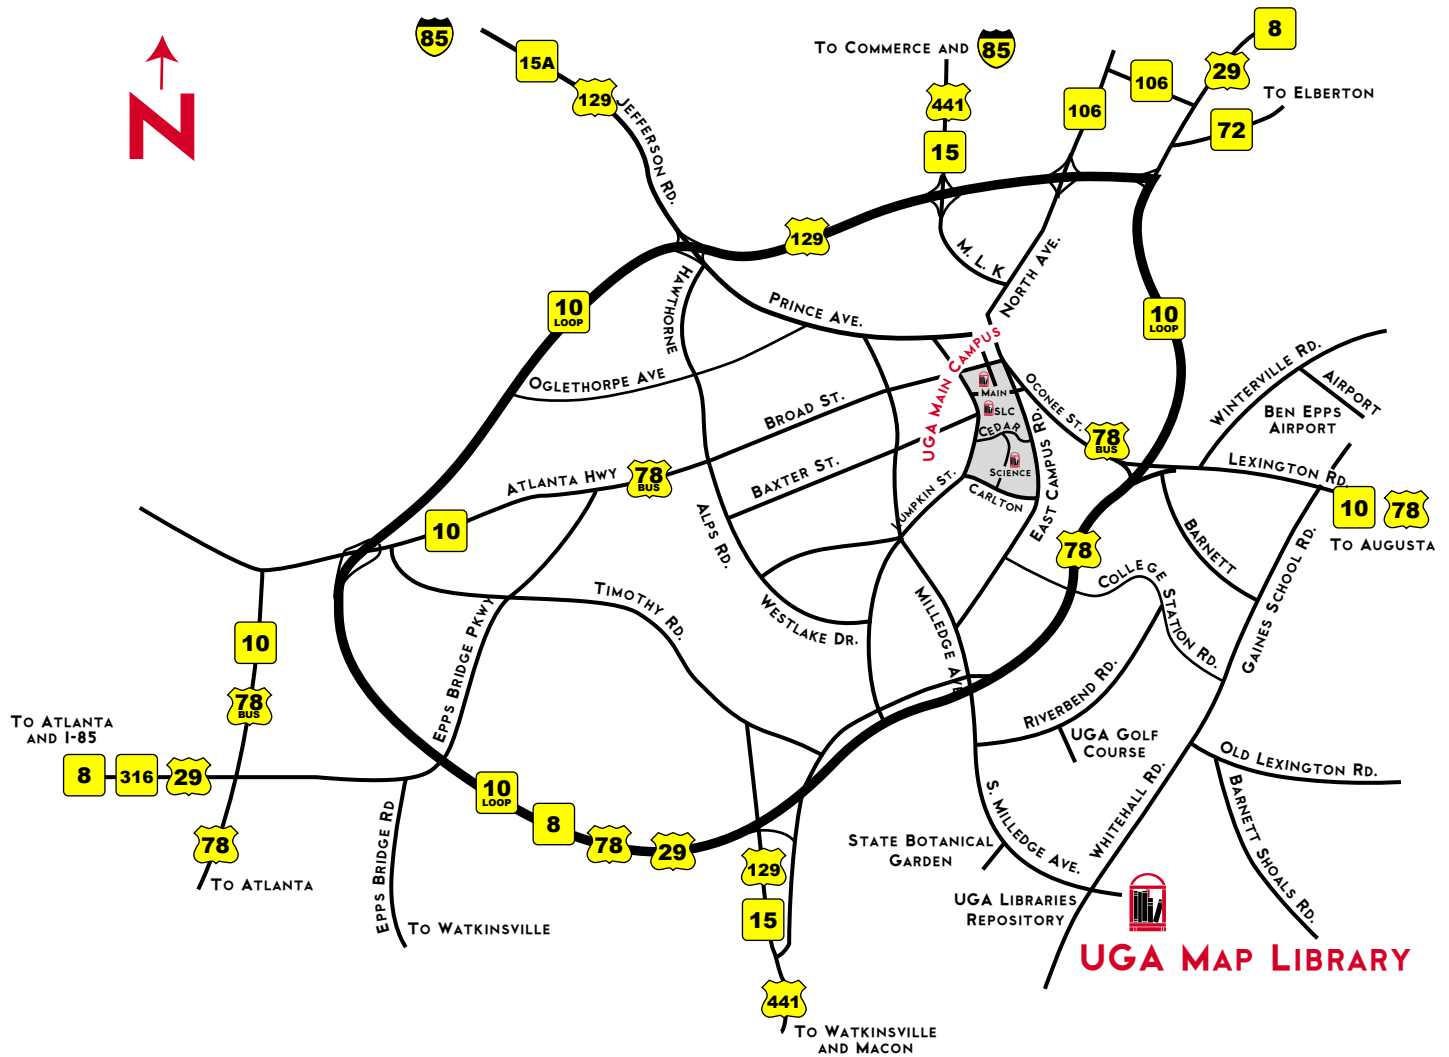 85
15A
129
JEFFERSON RD.
TO COMMERCE AND
85
441
15
106
106
8
29
TO ELBERTON
72
N
129
M. L. K
NORTH AVE.
10
LOOP
HAWTHORNE
PRINCE AVE.
10
LOOP
OGLETHORPE AVE
UGA MAIN CAMPUS
MAIN
SLC
CEDAR
SCIENCE
CARLTON
OCONEE ST.
EAST CAMPUS RD.
WINTERVILLE RD.
AIRPORT
BEN EPPS
AIRPORT
BROAD ST.
BAXTER ST.
LUMPKIN ST.
78
BUS
LEXINGTON RD.
10
78
TO AUGUSTA
ATLANTA HWY
78
BUS
10
ALPS RD.
78
BARNETT
GAINES SCHOOL RD.
COLLEGE STATION RD.
TIMOTHY RD.
WESTLAKE DR.
MILLEDGE AVE
EPPS BRIDGE PKWY
10
78
BUS
TO ATLANTA
AND I-85
8
316
29
78
TO ATLANTA
EPPS BRIDGE RD
TO WATKINSVILLE
10
LOOP
8
78
29
129
15
441
TO WATKINSVILLE
AND MACON
RIVERBEND RD.
UGA GOLF
COURSE
OLD LEXINGTON RD.
BARNETT SHOALS RD.
WHITEHALL RD.
S. MILLEDGE AVE.
STATE BOTANICAL
GARDEN
UGA LIBRARIES
REPOSITORY
UGA MAP LIBRARY